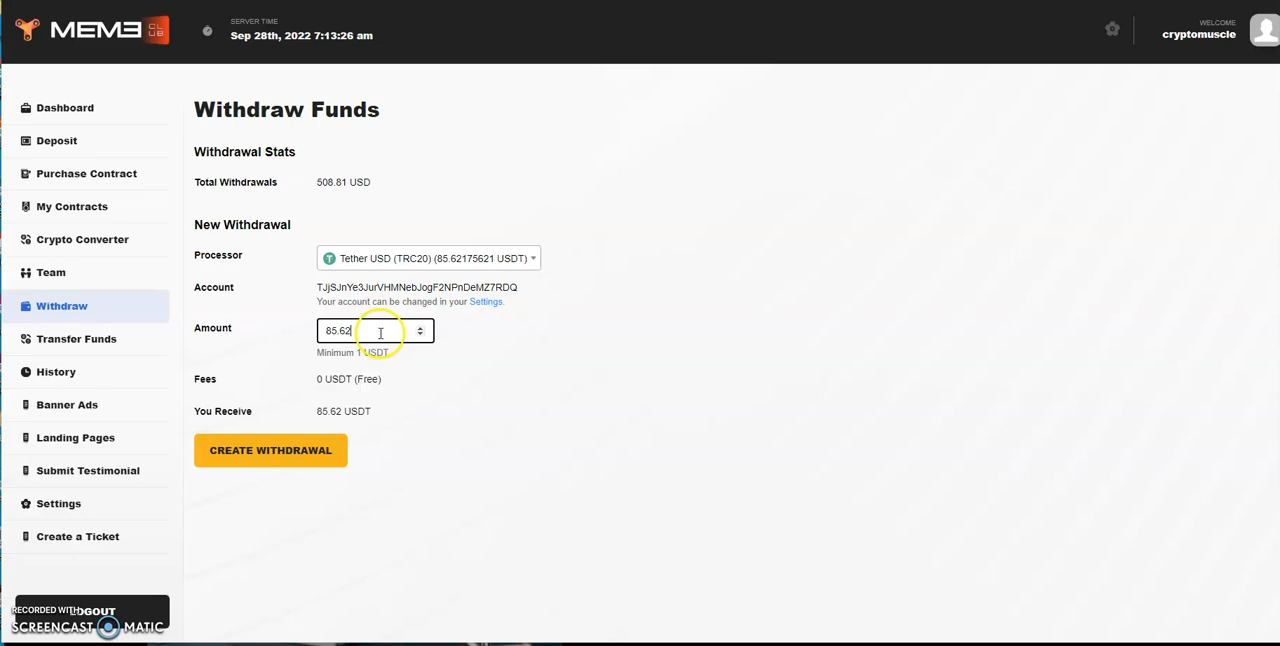 MEM3 CLUB
SERVER TIME
Sep 28th, 2022 7:13:26 am
WELCOME
cryptomuscle
Dashboard
Deposit
Purchase Contract
My Contracts
Crypto Converter
Team
Withdraw
Transfer Funds
History
Banner Ads
Landing Pages
Submit Testimonial
Settings
Create a Ticket
LOGOUT
RECORDED WITH
SCREENCAST MATIC
Withdraw Funds
Withdrawal Stats
Total Withdrawals 508.81 USD
New Withdrawal
Processor Tether USD (TRC20) (85.62175621 USDT)
Account TJjSJnYe3JurVHMNebJogF2NPnDeMZ7RDQ
Your account can be changed in your Settings.
Amount 85.62
Minimum 1 USDT
Fees 0 USDT (Free)
You Receive 85.62 USDT
CREATE WITHDRAWAL